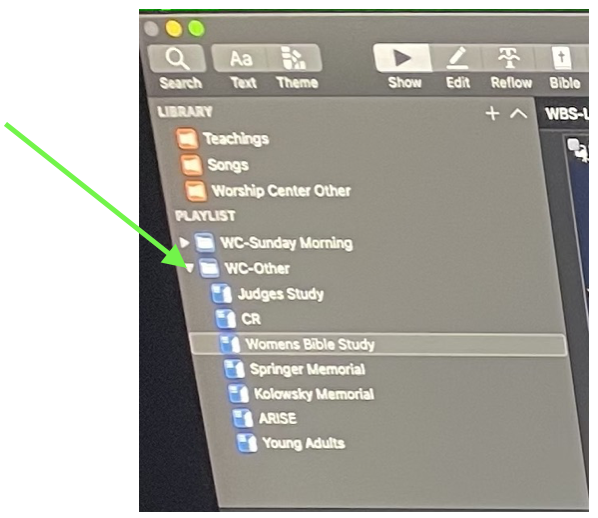 Search Aa Text Theme Show Edit Reflow Bible
LIBRARY
WBS-L
Teachings
Songs
Worship Center Other
PLAYLIST
WC-Sunday Morning
WC-Other
Judges Study
CR
Womens Bible Study
Springer Memorial
Kolowsky Memorial
ARISE
Young Adults